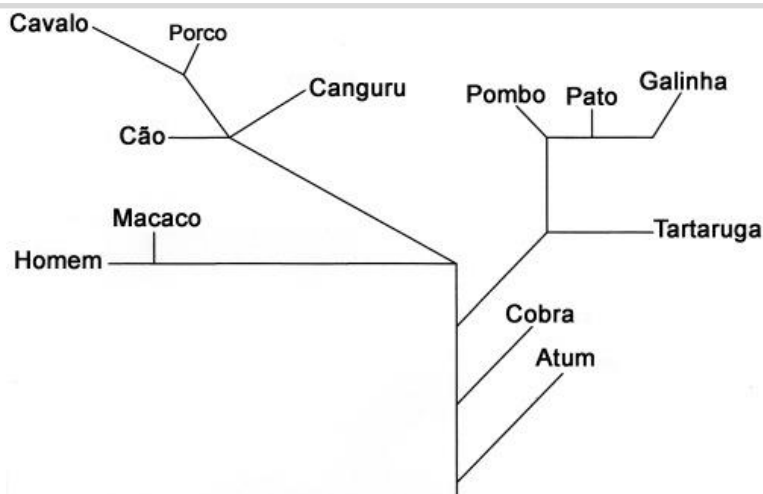 Cavalo
Porco
Canguru
Cão
Macaco
Homem
Pombo
Pato
Galinha
Tartaruga
Cobra
Atum